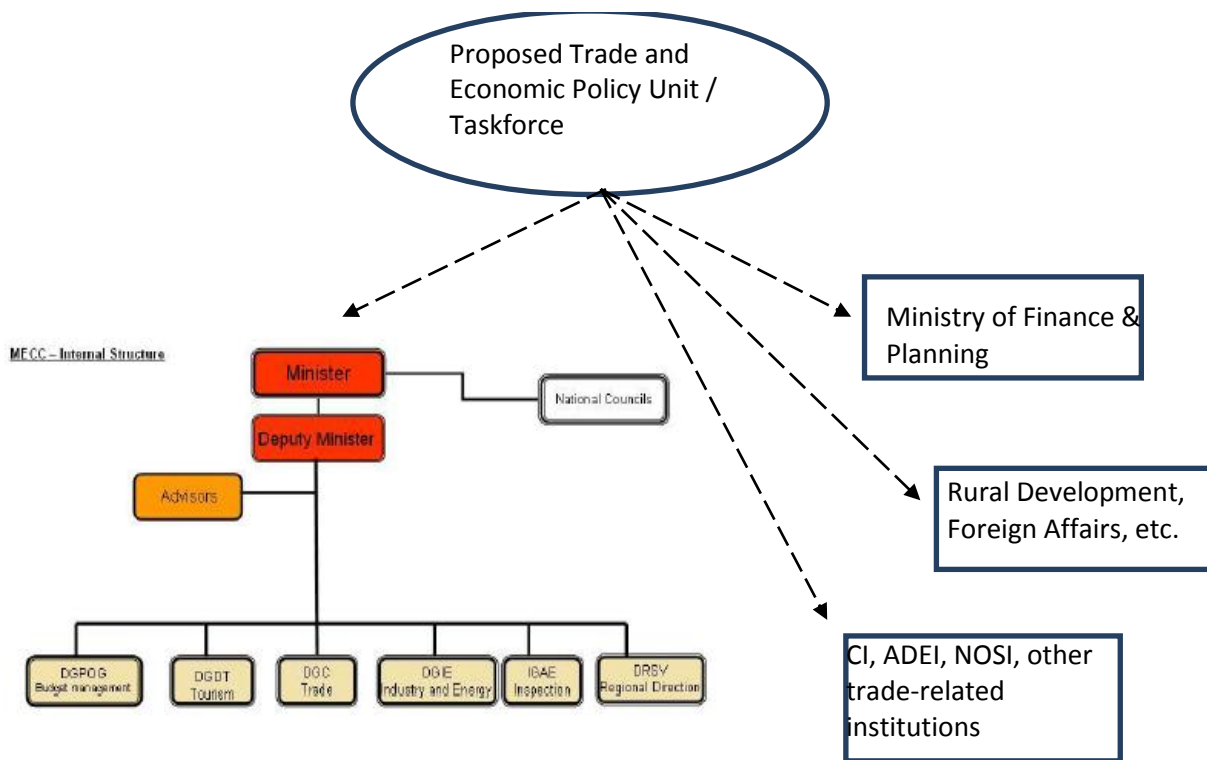 Proposed Trade and
Economic Policy Unit /
Taskforce
Ministry of Finance &
Planning
MECC – Internal Structure
Minister
National Councils
Deputy Minister
Advisors
Rural Development,
Foreign Affairs, etc.
DGPOG
Budget management
DGDT
Tourism
DGC
Trade
DGIE
Industry and Energy
IGAE
Inspection
DRSV
Regional Direction
CI, ADEI, NOSI, other
trade-related
institutions